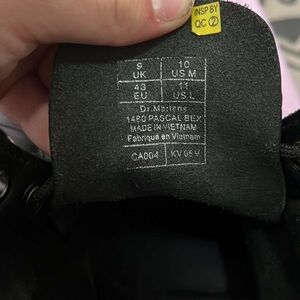 INSP BY
QC ②
9 10
UK US M
43 11
EU US L
Dr.Martens
1460 PASCAL BEX
MADE IN VIETNAM
Fabriqué en Vietnam
CA004 KV 05 V